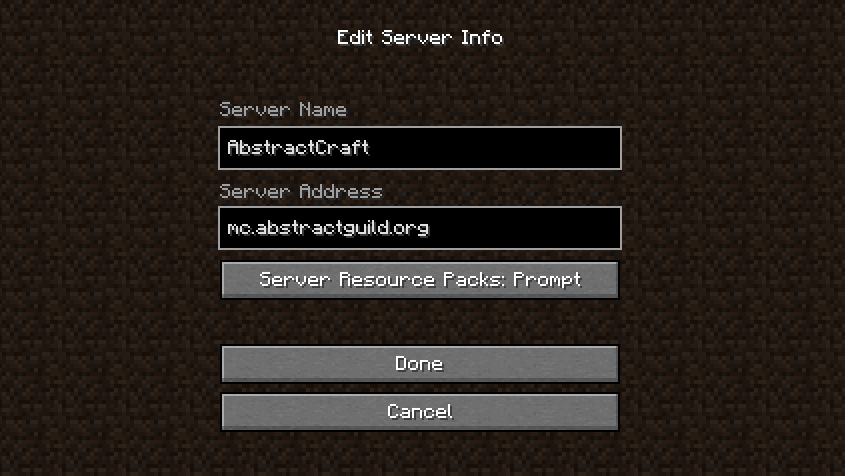 Edit Server Info
Server Name
AbstractCraft
Server Address
mc.abstractguild.org
Server Resource Packs: Prompt
Done
Cancel